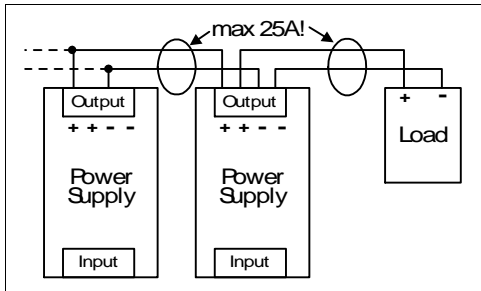 max 25A!
Output
+ + - -
Power
Supply
Input
Output
+ + - -
Power
Supply
Input
+ -
Load